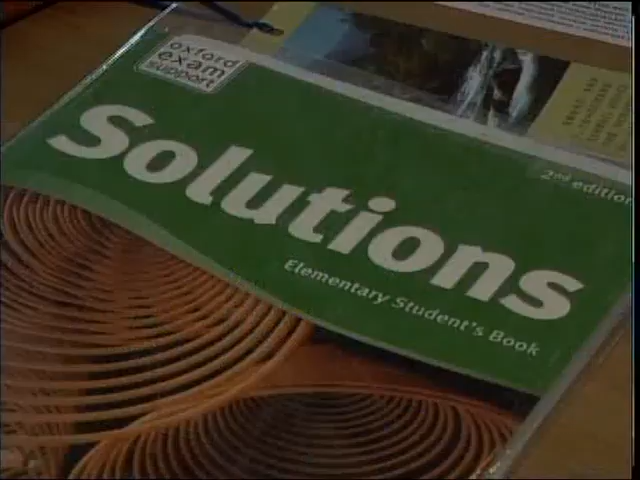 oxford
exam
support
Solutions
2nd edition
Elementary Student's Book